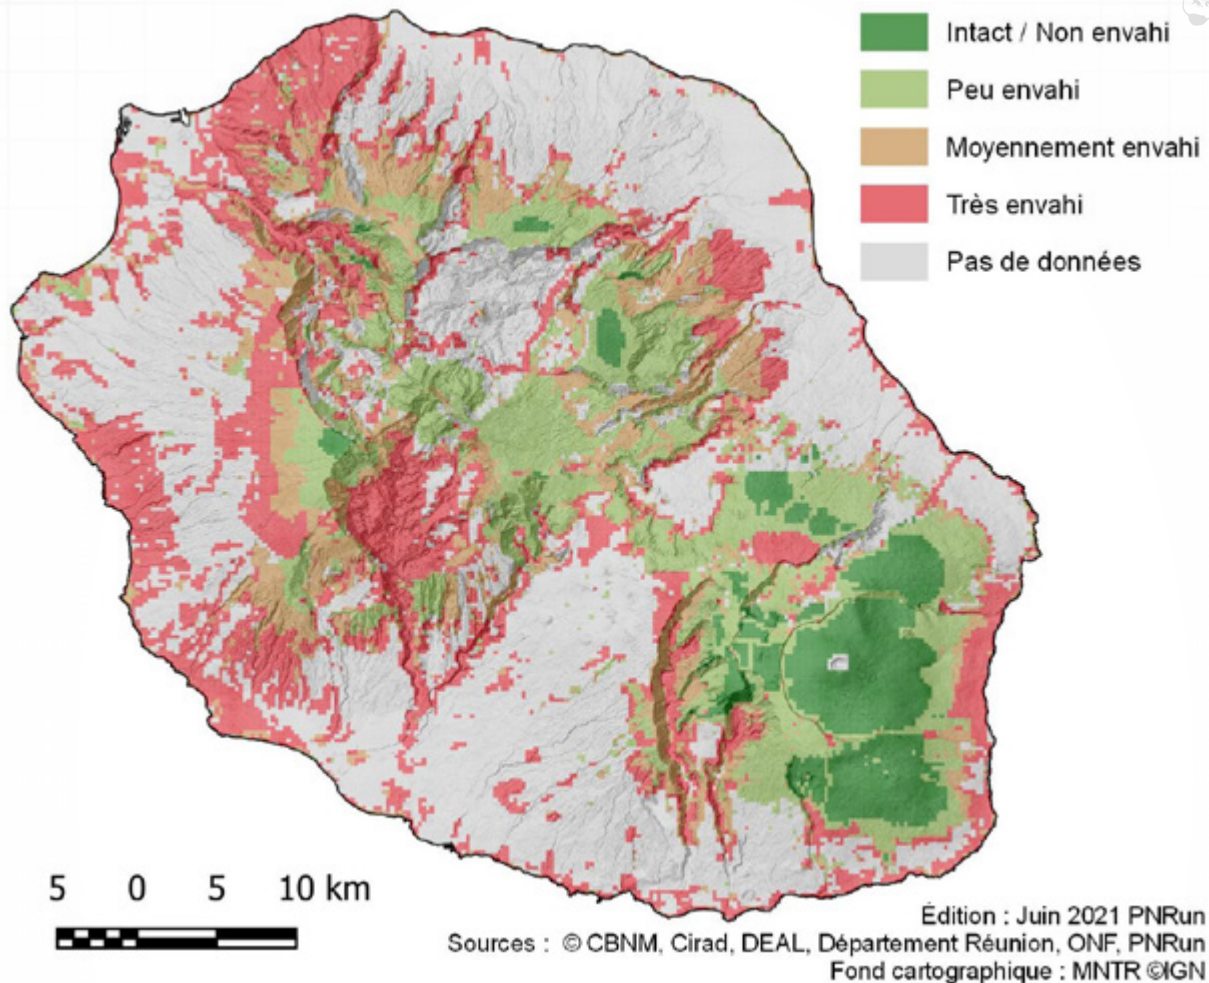 Intact / Non envahi
Peu envahi
Moyennement envahi
Très envahi
Pas de données
5 0 5 10 km
Édition : Juin 2021 PNRun
Sources : © CBNM, Cirad, DEAL, Département Réunion, ONF, PNRun
Fond cartographique : MNTR ©IGN